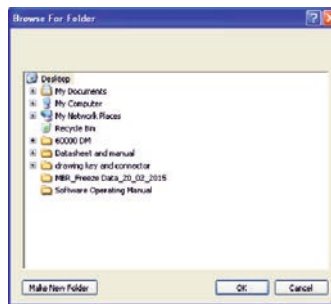 Browse For Folder
Desktop
My Documents
My Computer
My Network Places
Recycle Bin
60000 DM
Datasheet and manual
drawing key and connector
MBR_Freeze Data_20_02_2015
Software Operating Manual
Make New Folder
OK
Cancel